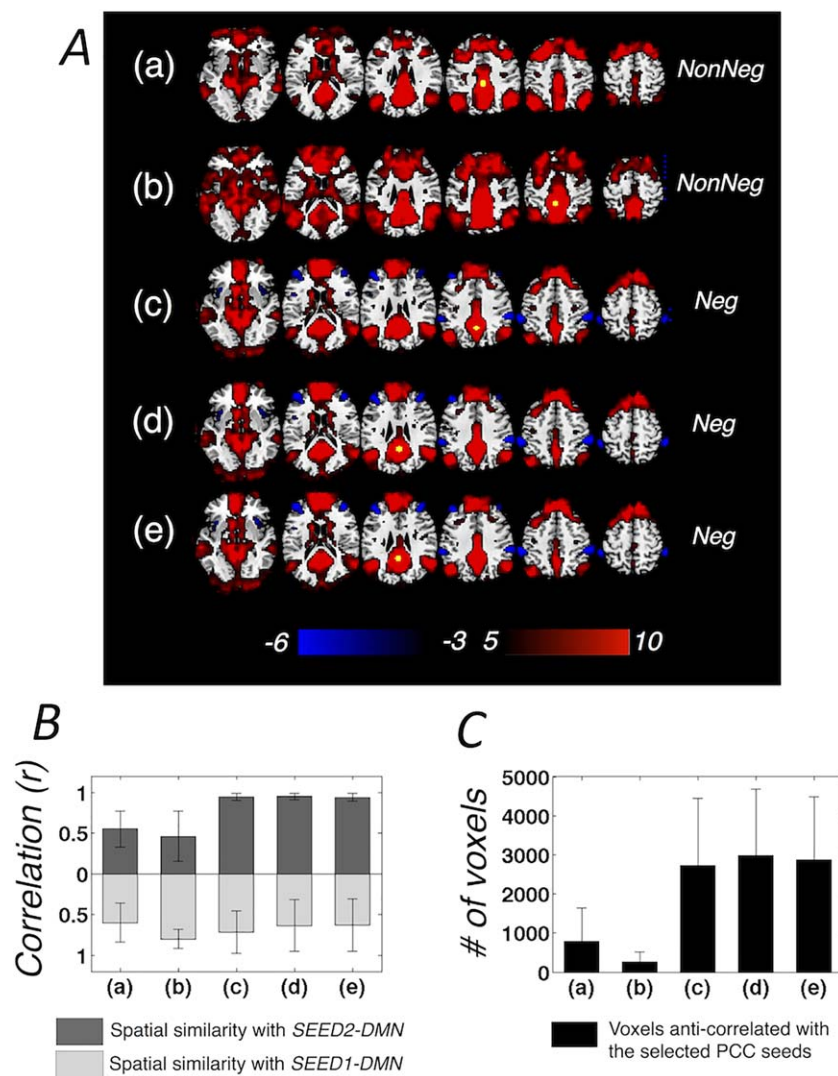 A
(a)
NonNeg
(b)
NonNeg
(c)
Neg
(d)
Neg
(e)
Neg
-6
-3
5
10
B
Correlation (r)
1
0.5
0
0.5
1
(a)
(b)
(c)
(d)
(e)
Spatial similarity with SEED2-DMN
Spatial similarity with SEED1-DMN
C
# of voxels
5000
4000
3000
2000
1000
0
(a)
(b)
(c)
(d)
(e)
Voxels anti-correlated with
the selected PCC seeds